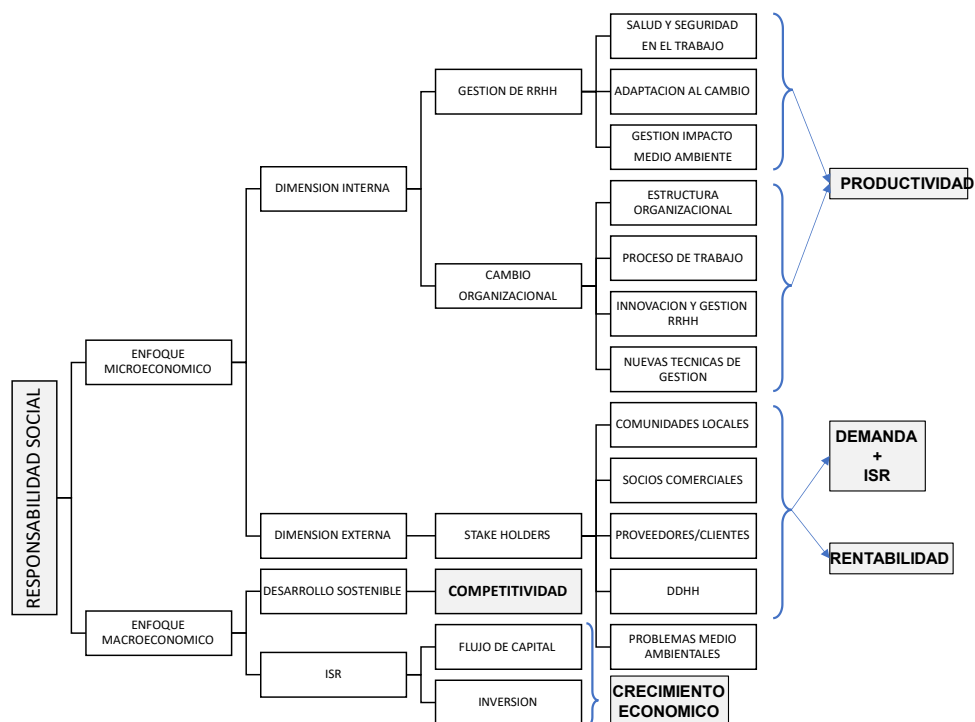 RESPONSABILIDAD SOCIAL
ENFOQUE
MICROECONOMICO
DIMENSION INTERNA
GESTION DE RRHH
SALUD Y SEGURIDAD
EN EL TRABAJO
ADAPTACION AL CAMBIO
GESTION IMPACTO
MEDIO AMBIENTE
CAMBIO
ORGANIZACIONAL
ESTRUCTURA
ORGANIZACIONAL
PROCESO DE TRABAJO
INNOVACION Y GESTION
RRHH
NUEVAS TECNICAS DE
GESTION
PRODUCTIVIDAD
DIMENSION EXTERNA
STAKE HOLDERS
COMUNIDADES LOCALES
SOCIOS COMERCIALES
PROVEEDORES/CLIENTES
DDHH
PROBLEMAS MEDIO
AMBIENTALES
DEMANDA
+
ISR
RENTABILIDAD
ENFOQUE
MACROECONOMICO
DESARROLLO SOSTENIBLE
COMPETITIVIDAD
ISR
FLUJO DE CAPITAL
INVERSION
CRECIMIENTO
ECONOMICO